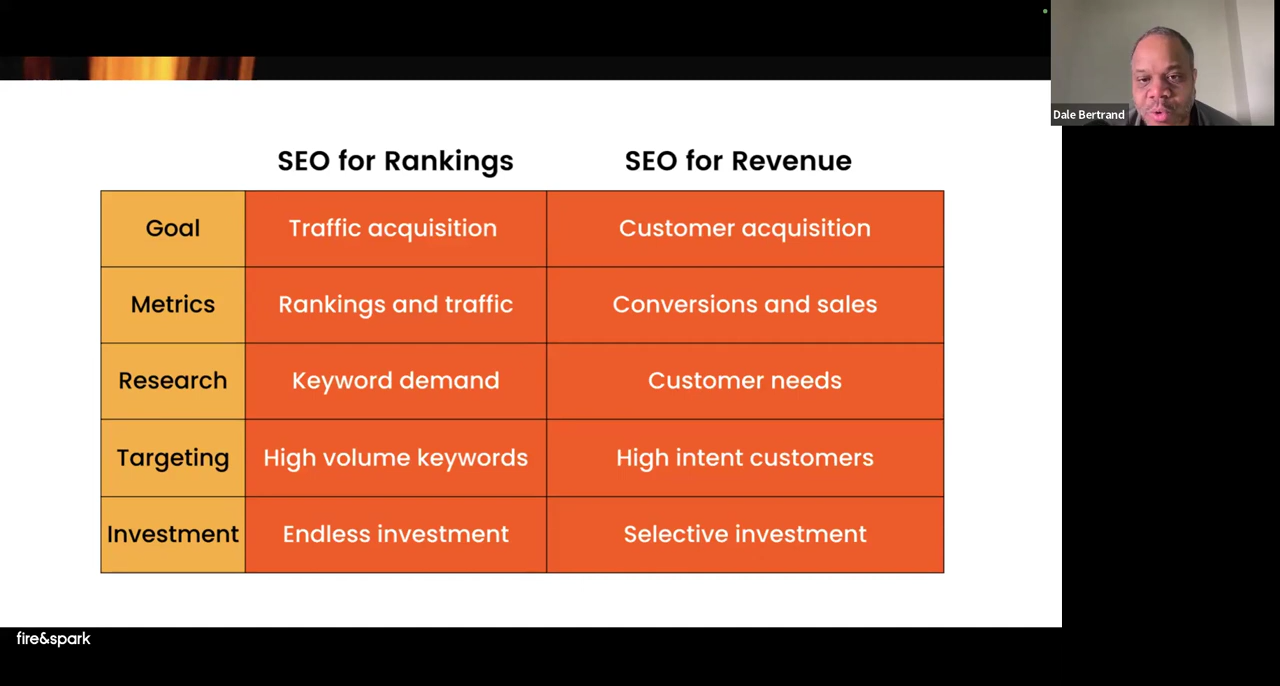 Dale Bertrand
SEO for Rankings SEO for Revenue
Goal Traffic acquisition Customer acquisition
Metrics Rankings and traffic Conversions and sales
Research Keyword demand Customer needs
Targeting High volume keywords High intent customers
Investment Endless investment Selective investment
fire&spark